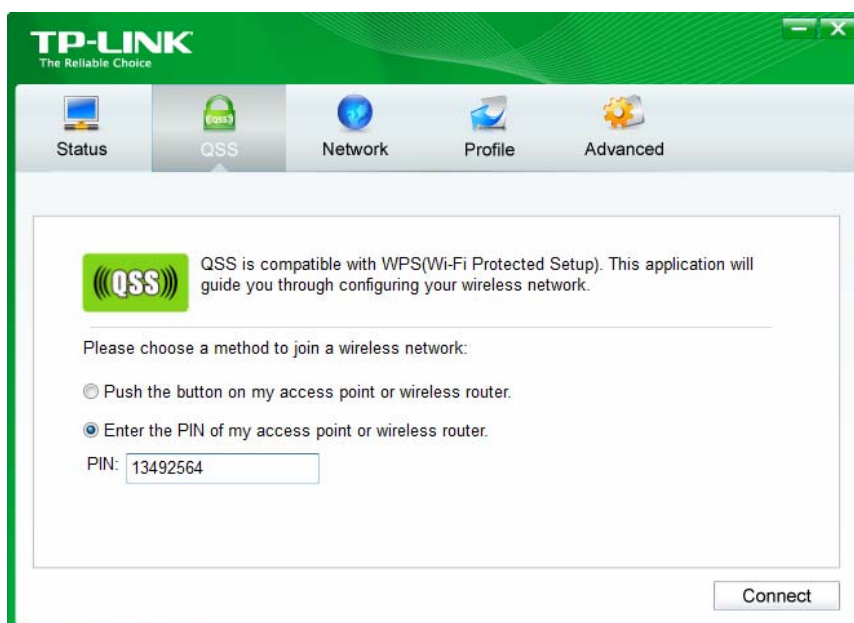 TP-LINK
The Reliable Choice
Status
QSS
Network
Profile
Advanced
QSS
QSS is compatible with WPS(Wi-Fi Protected Setup). This application will
guide you through configuring your wireless network.
Please choose a method to join a wireless network:
Push the button on my access point or wireless router.
Enter the PIN of my access point or wireless router.
PIN: 13492564
Connect